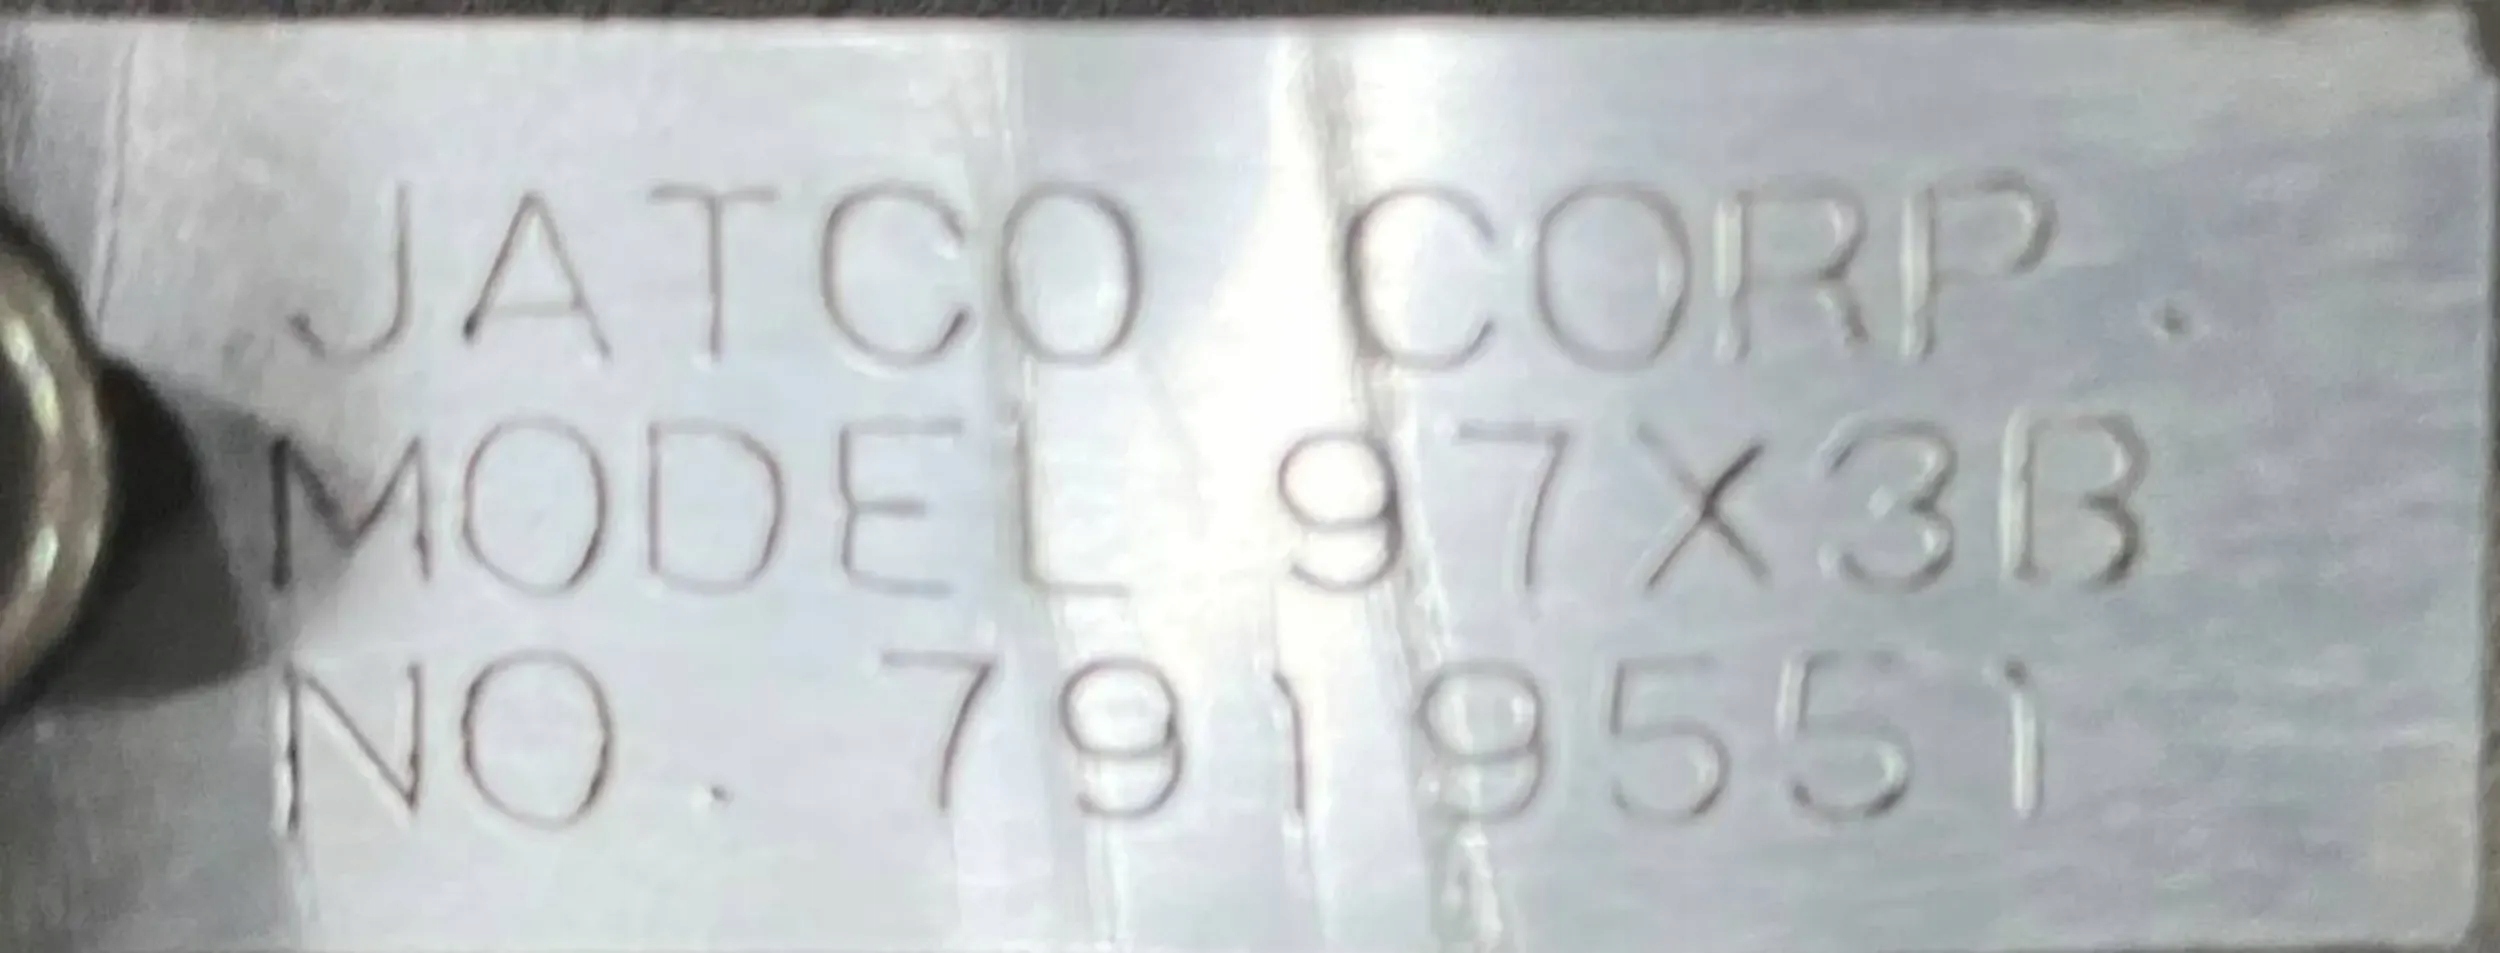 JATCO CORP.
MODEL 97X3B
NO. 7919551